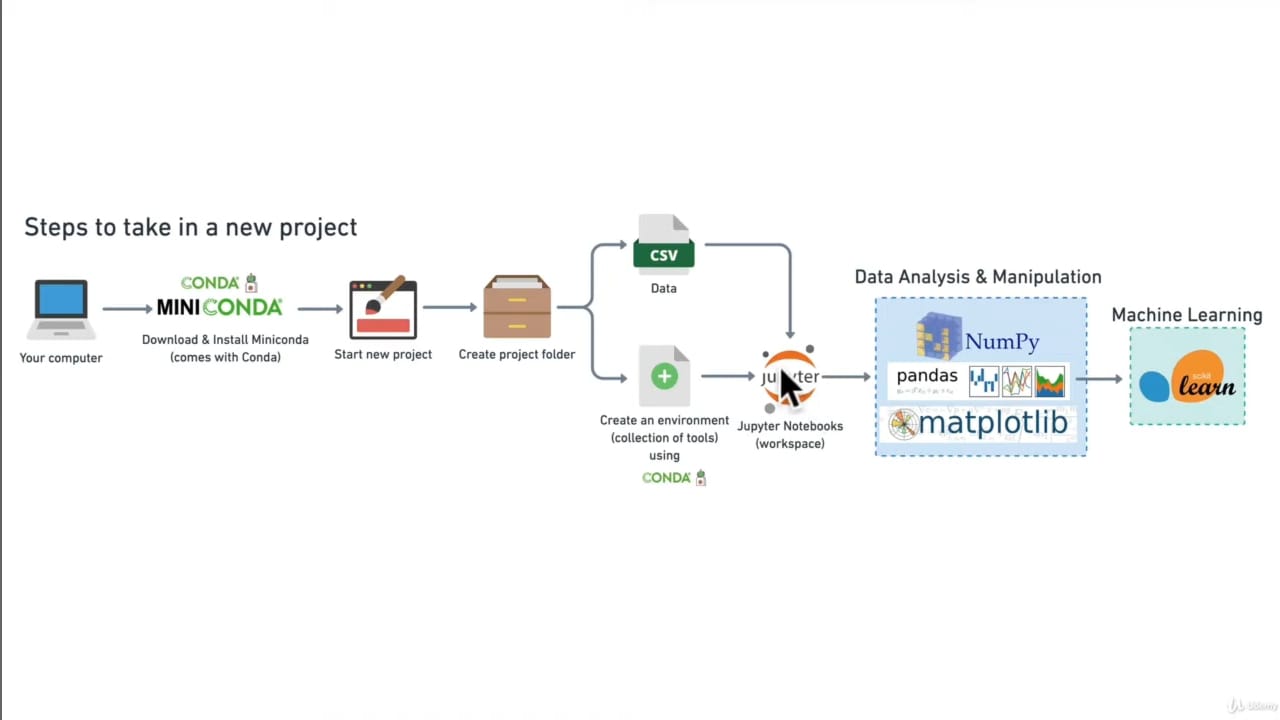 Steps to take in a new project
Your computer
CONDA
MINICONDA
Download & Install Miniconda
(comes with Conda)
Start new project
Create project folder
CSV
Data
Create an environment
(collection of tools)
using
CONDA
Jupyter Notebooks
(workspace)
Data Analysis & Manipulation
NumPy
pandas
matplotlib
Machine Learning
scikit
learn
Udemy